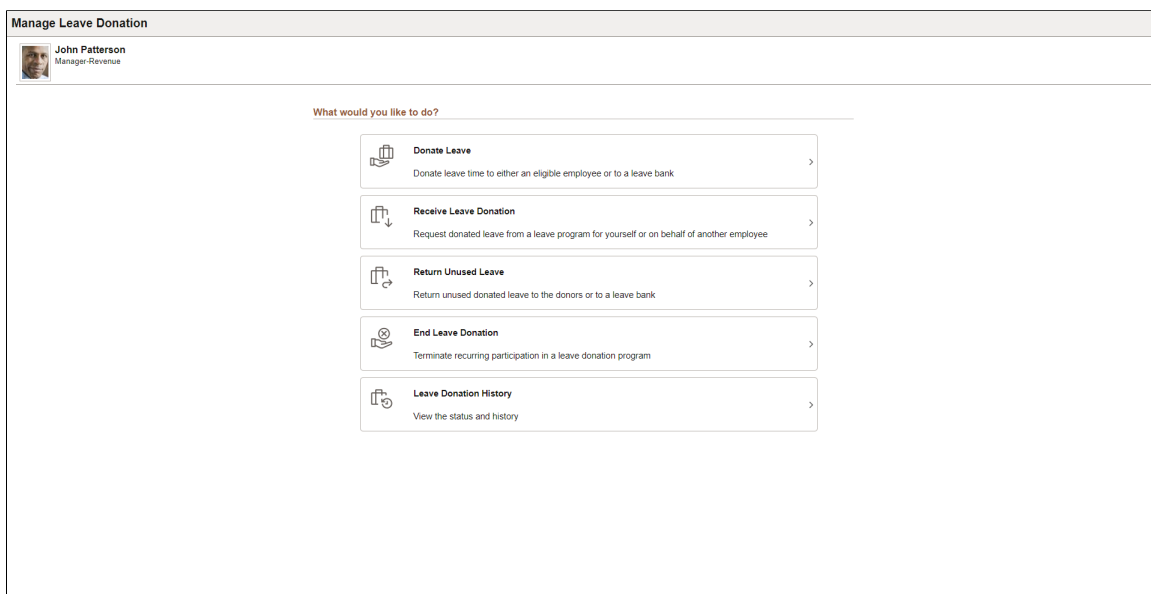 Manage Leave Donation
John Patterson
Manager-Revenue
What would you like to do?
Donate Leave
Donate leave time to either an eligible employee or to a leave bank
Receive Leave Donation
Request donated leave from a leave program for yourself or on behalf of another employee
Return Unused Leave
Return unused donated leave to the donors or to a leave bank
End Leave Donation
Terminate recurring participation in a leave donation program
Leave Donation History
View the status and history